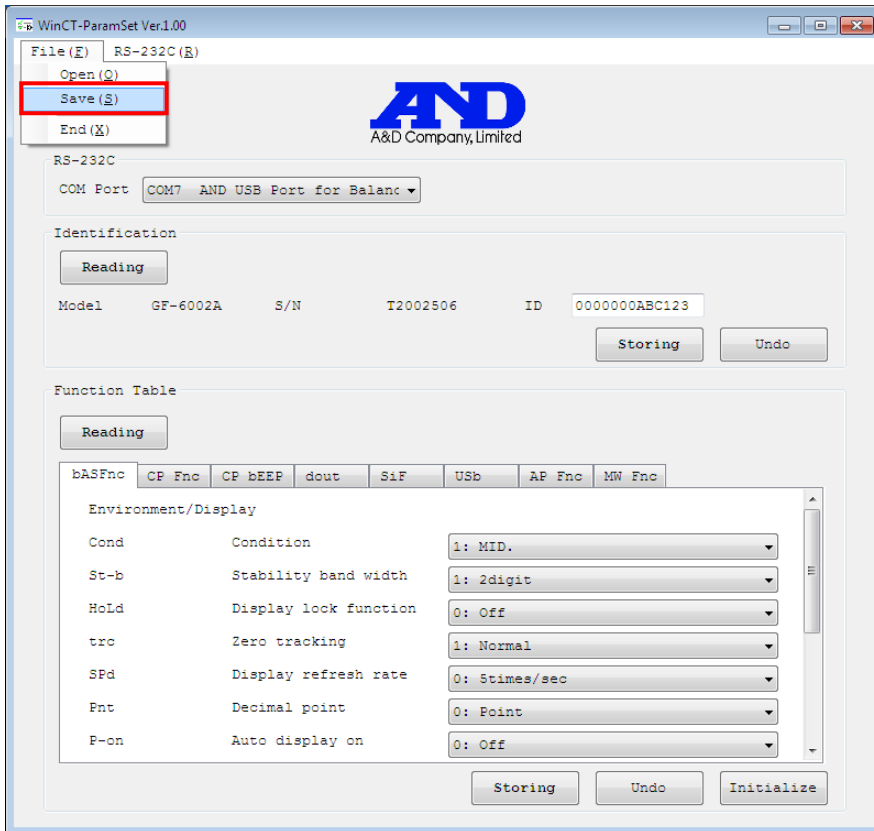 WinCT-ParamSet Ver.1.00
File(F) RS-232C(R)
Open(O)
Save(S)
End(X)
AND
A&D Company, Limited
RS-232C
COM Port COM7 AND USB Port for Balanc
Identification
Reading
Model GF-6002A S/N T2002506 ID 0000000ABC123
Storing Undo
Function Table
Reading
bASFnc CP Fnc CP bEEP dout SiF USb AP Fnc MW Fnc
Environment/Display
Cond Condition 1: MID.
St-b Stability band width 1: 2digit
HoLd Display lock function 0: Off
trc Zero tracking 1: Normal
SPd Display refresh rate 0: 5times/sec
Pnt Decimal point 0: Point
P-on Auto display on 0: Off
Storing Undo Initialize